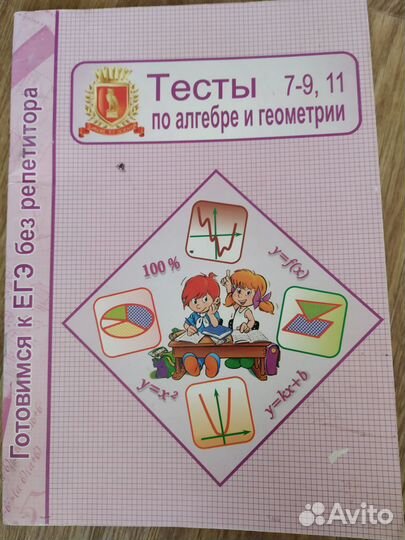 Тесты 7-9, 11
по алгебре и геометрии
Готовимся к ЕГЭ без репетитора
100 %
y=f(x)
y=x²
y=kx+b
Avito